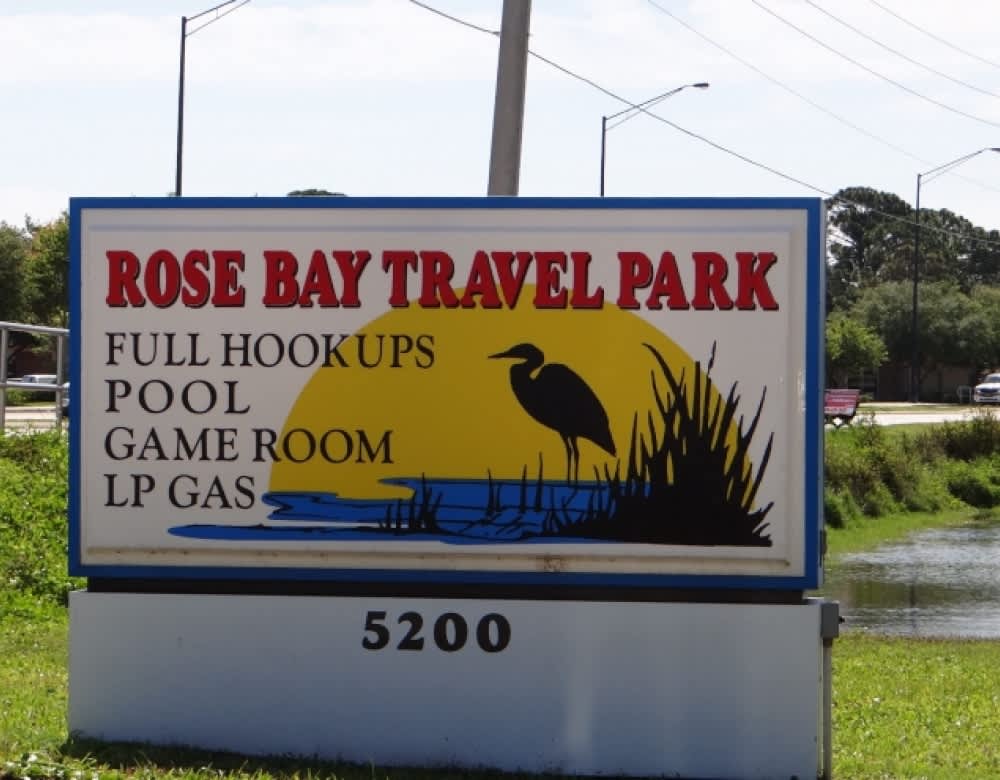 ROSE BAY TRAVEL PARK
FULL HOOKUPS
POOL
GAME ROOM
LP GAS
5200